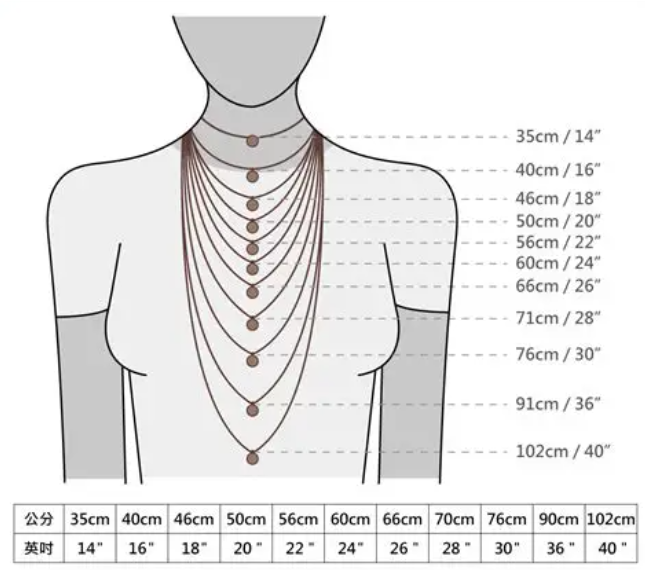 35cm / 14”
40cm / 16”
46cm / 18”
50cm / 20”
56cm / 22”
60cm / 24”
66cm / 26”
71cm / 28”
76cm / 30”
91cm / 36”
102cm / 40”
公分 35cm 40cm 46cm 50cm 56cm 60cm 66cm 70cm 76cm 90cm 102cm
英吋 14" 16" 18" 20 " 22 " 24" 26 " 28 " 30" 36 " 40 "